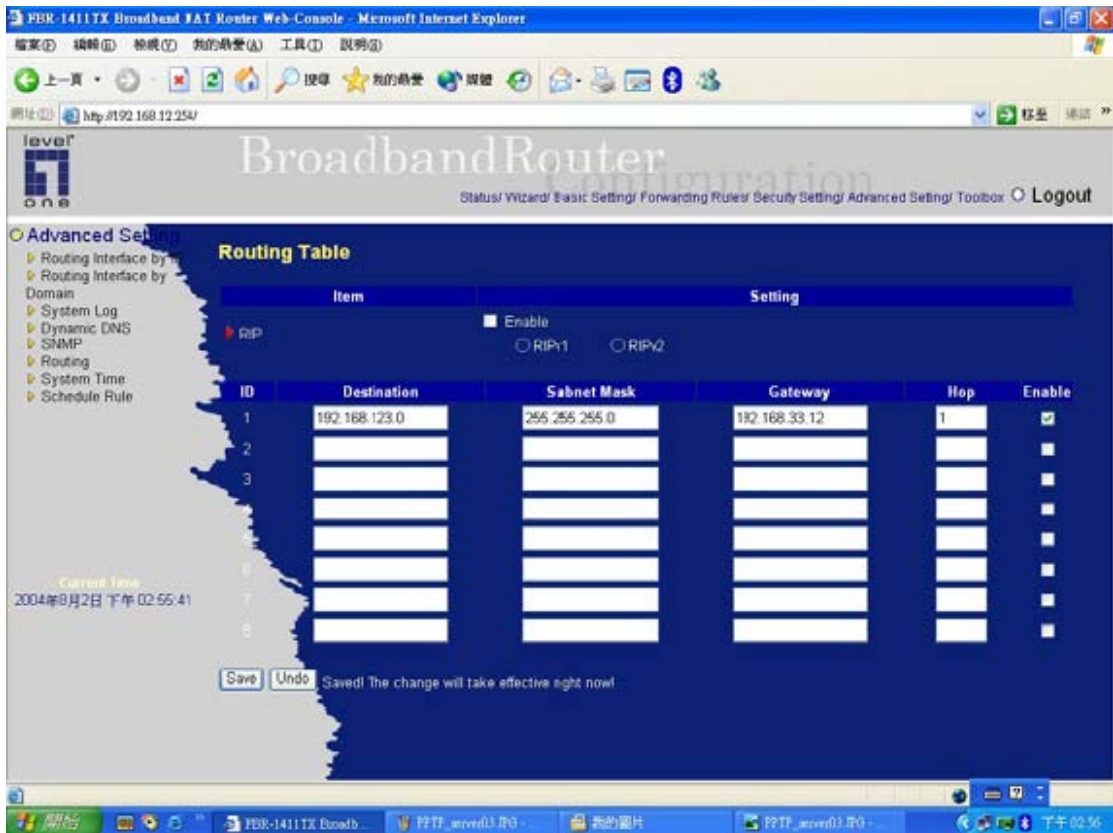 FBR-1411TX Broadband NAT Router Web-Console - Microsoft Internet Explorer
檔案(F) 編輯(E) 檢視(V) 我的最愛(A) 工具(T) 說明(H)
上一頁 搜尋 我的最愛 媒體
網址(D) http://192.168.12.254/ 移至 連結 »
level one
BroadbandRouter
Configuration
Status/ Wizard/ Basic Setting/ Forwarding Rules/ Security Setting/ Advanced Setting/ Toolbox Logout
Advanced Setting
Routing Interface by
Routing Interface by
Domain
System Log
Dynamic DNS
SNMP
Routing
System Time
Schedule Rule
Current Time
2004年8月2日 下午 02:55:41
Routing Table
Item Setting
RIP Enable
RIPv1 RIPv2
ID Destination Subnet Mask Gateway Hop Enable
1 192.168.123.0 255.255.255.0 192.168.33.12 1
2
3
4
5
6
7
8
Save Undo Saved! The change will take effective right now!
開始 FBR-1411TX Broadb... PPTP_server03.JPG - ... 我的圖片 PPTP_server03.JPG - ... 下午 02:56